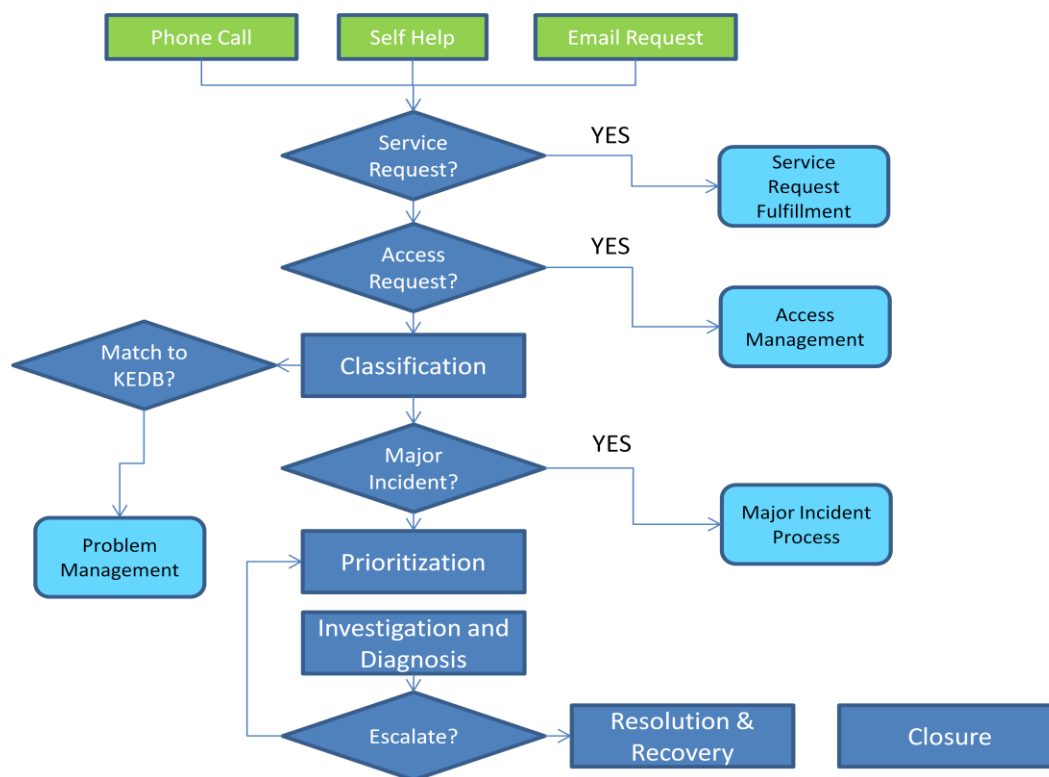 Phone Call
Self Help
Email Request
Service
Request?
YES
Service
Request
Fulfillment
Access
Request?
YES
Access
Management
Match to
KEDB?
Classification
Major
Incident?
YES
Major Incident
Process
Problem
Management
Prioritization
Investigation and
Diagnosis
Escalate?
Resolution &
Recovery
Closure